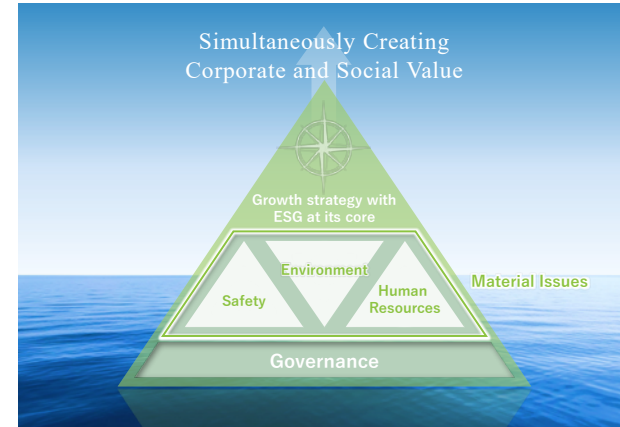 Simultaneously Creating
Corporate and Social Value
Growth strategy with
ESG at its core
Environment
Safety
Human
Resources
Material Issues
Governance